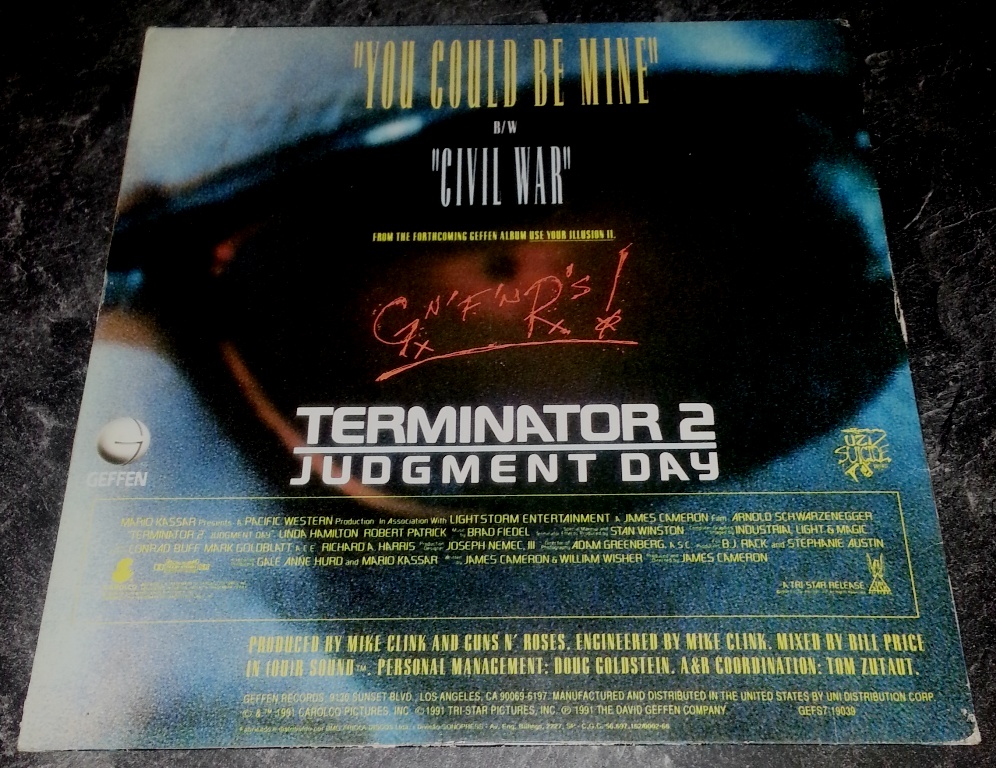 "YOU COULD BE MINE"
B/W
"CIVIL WAR"
FROM THE FORTHCOMING GEFFEN ALBUM USE YOUR ILLUSION II.
G N' F 'N R's!
TERMINATOR 2
JUDGMENT DAY
GEFFEN
UZI
SUICIDE
MARIO KASSAR Presents A PACIFIC WESTERN Production In Association With LIGHTSTORM ENTERTAINMENT A JAMES CAMERON Film ARNOLD SCHWARZENEGGER
"TERMINATOR 2: JUDGMENT DAY" LINDA HAMILTON ROBERT PATRICK BRAD FIEDEL STAN WINSTON INDUSTRIAL LIGHT & MAGIC
CONRAD BUFF MARK GOLDBLATT A.C.E. RICHARD A. HARRIS JOSEPH NEMEC, III ADAM GREENBERG, A.S.C. B.J. RACK and STEPHANIE AUSTIN
GALE ANNE HURD and MARIO KASSAR JAMES CAMERON & WILLIAM WISHER JAMES CAMERON
A TRI-STAR RELEASE
PRODUCED BY MIKE CLINK AND GUNS N' ROSES. ENGINEERED BY MIKE CLINK. MIXED BY BILL PRICE
IN SOUND™. PERSONAL MANAGEMENT: DOUG GOLDSTEIN. A&R COORDINATION: TOM ZUTAUT.
GEFFEN RECORDS, 9130 SUNSET BLVD., LOS ANGELES, CA 90069-6197. MANUFACTURED AND DISTRIBUTED IN THE UNITED STATES BY UNI DISTRIBUTION CORP.
© & ™ 1991 CAROLCO PICTURES, INC. © 1991 TRI-STAR PICTURES, INC. ℗ 1991 THE DAVID GEFFEN COMPANY. GEFS7 19039